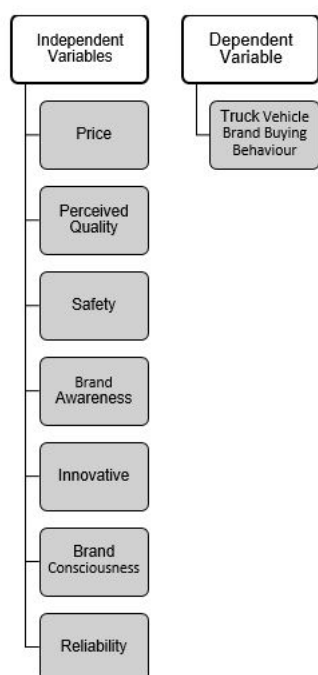 Independent
Variables
Price
Perceived
Quality
Safety
Brand
Awareness
Innovative
Brand
Consciousness
Reliability
Dependent
Variable
Truck Vehicle
Brand Buying
Behaviour